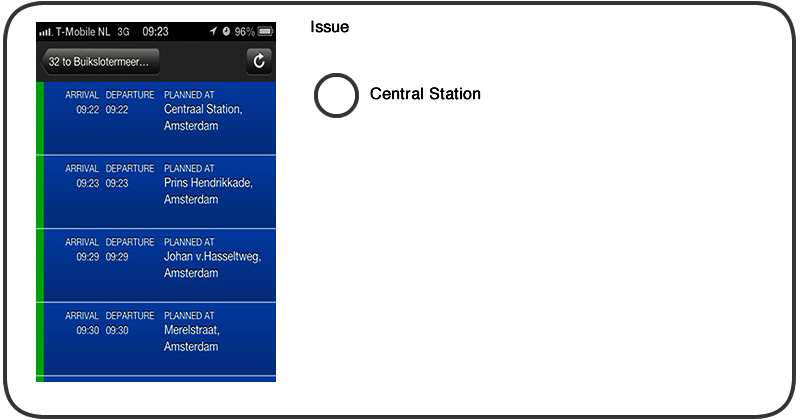 T-Mobile NL 3G 09:23 96%
32 to Buikslotermeer...
ARRIVAL DEPARTURE PLANNED AT
09:22 09:22 Centraal Station,
Amsterdam
ARRIVAL DEPARTURE PLANNED AT
09:23 09:23 Prins Hendrikkade,
Amsterdam
ARRIVAL DEPARTURE PLANNED AT
09:29 09:29 Johan v.Hasseltweg,
Amsterdam
ARRIVAL DEPARTURE PLANNED AT
09:30 09:30 Merelstraat,
Amsterdam
Issue
Central Station